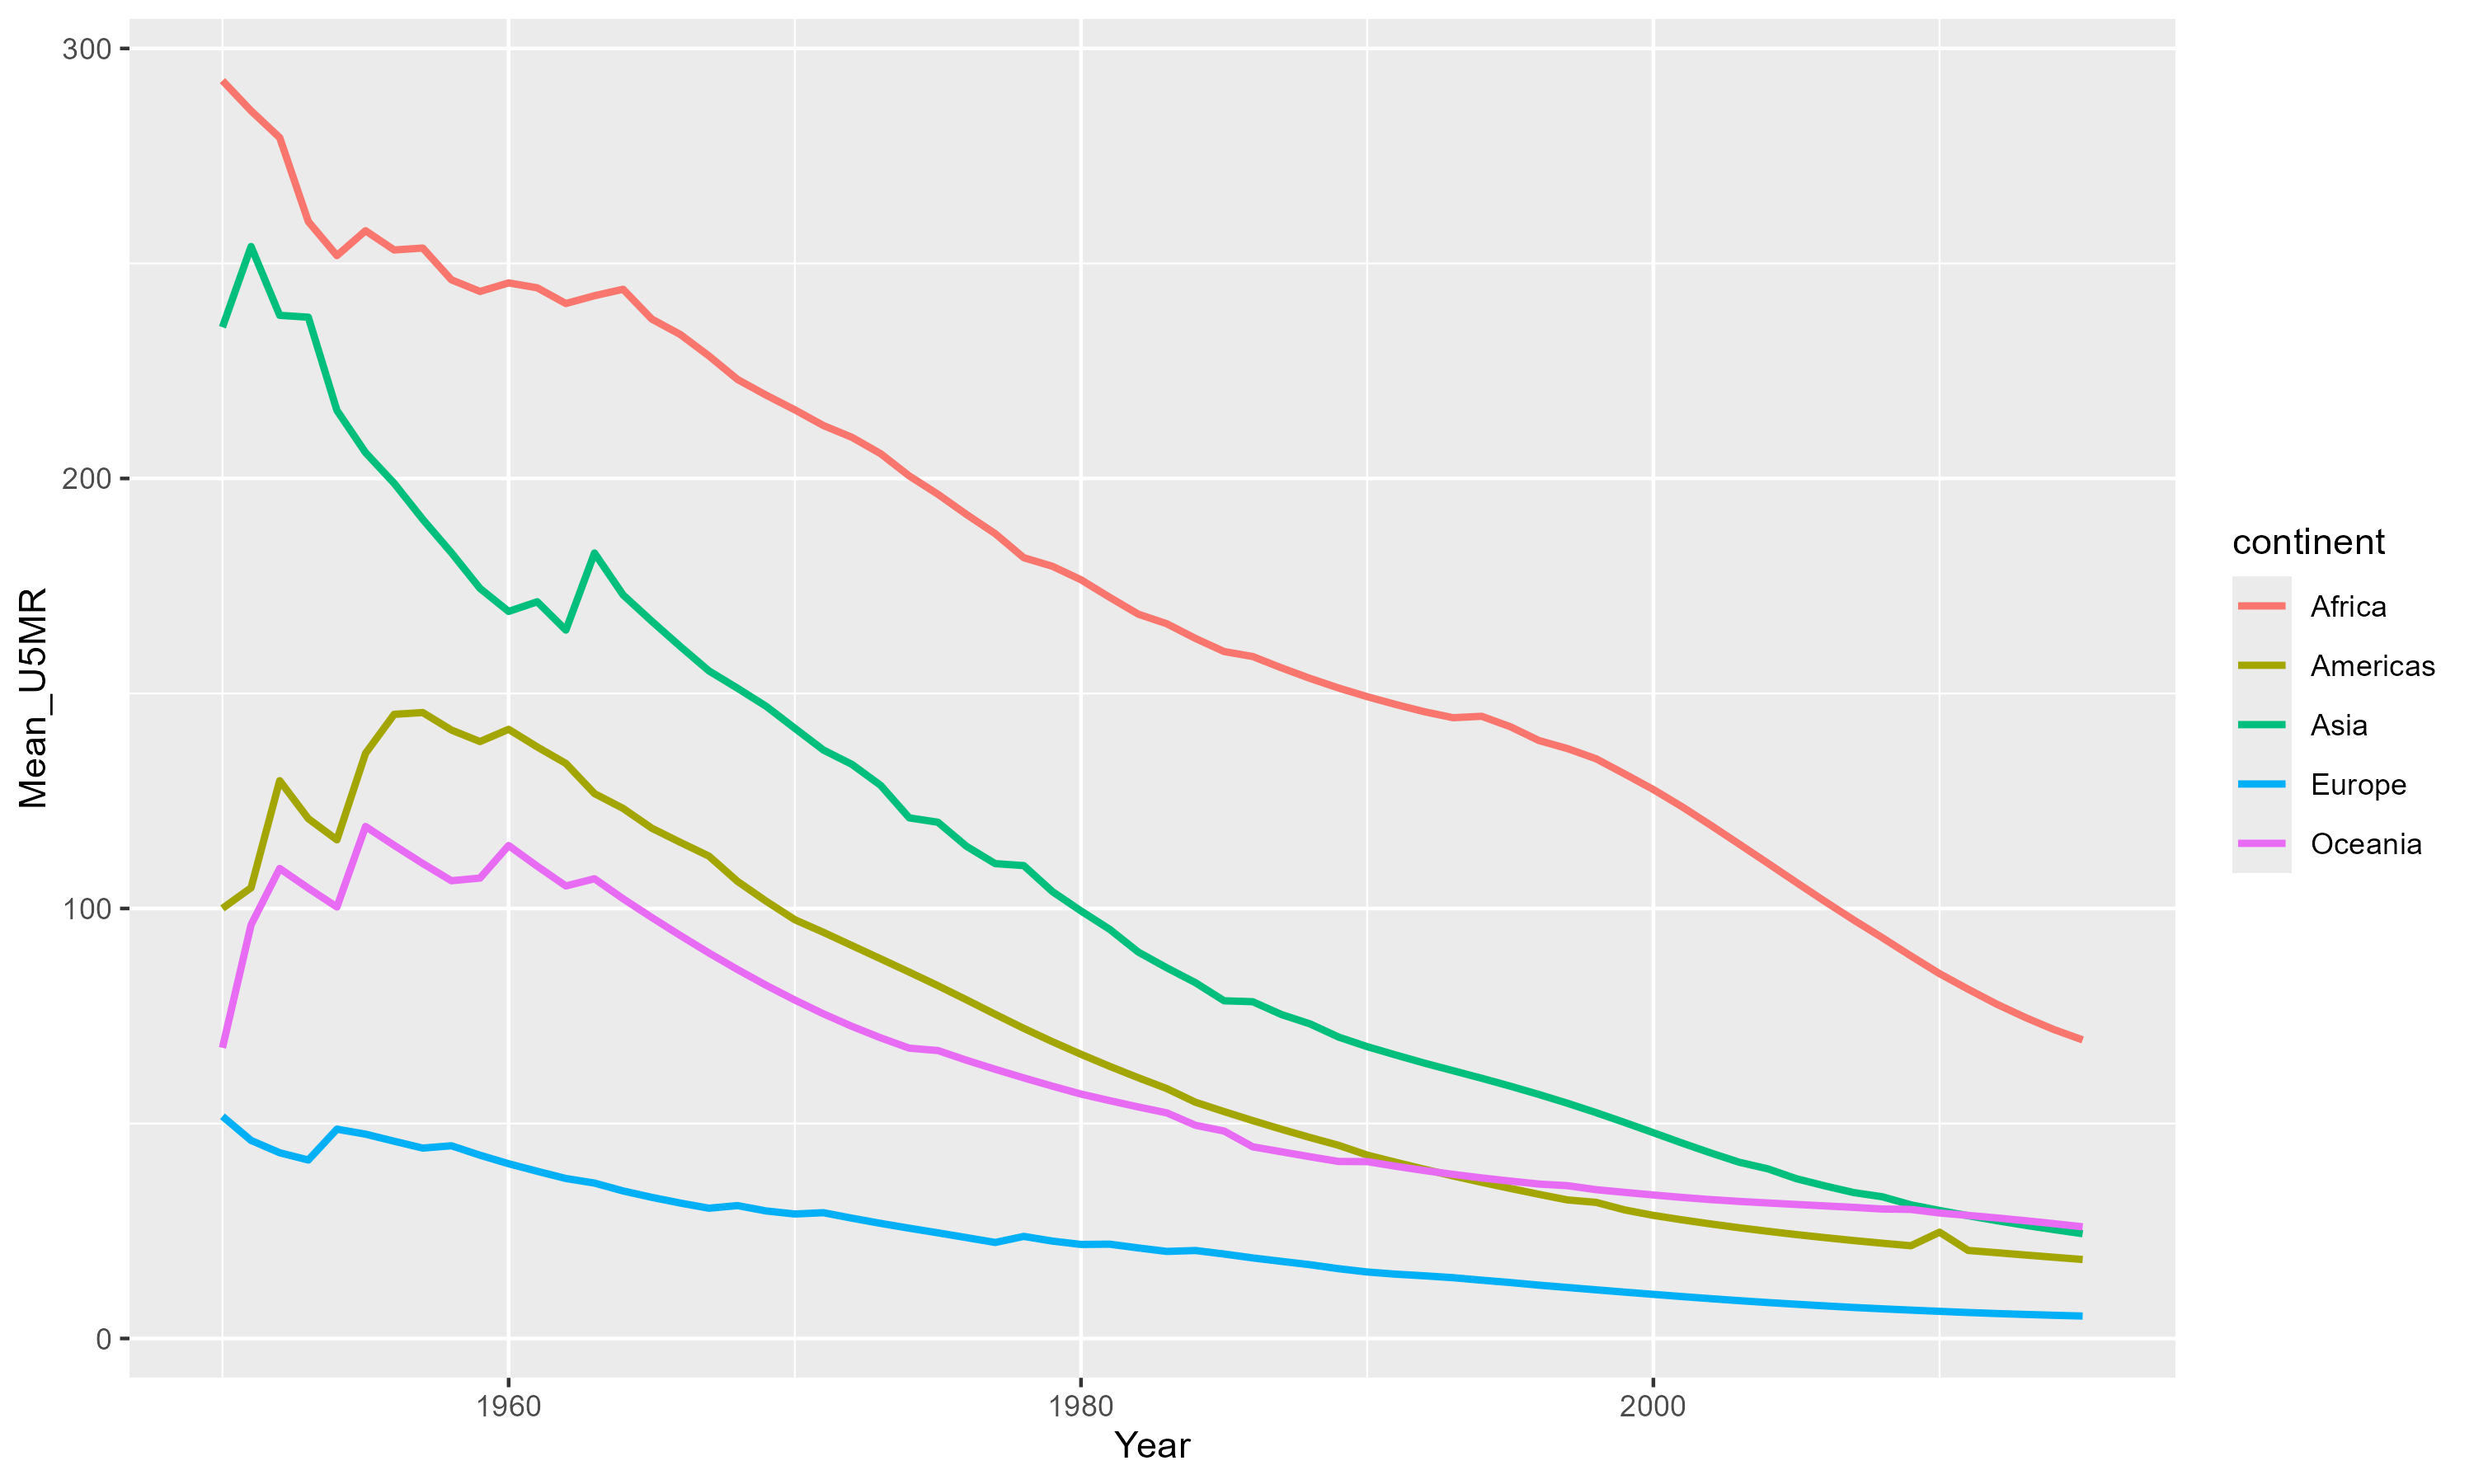 300
200
100
0
Mean_U5MR
1960
1980
2000
Year
continent
Africa
Americas
Asia
Europe
Oceania